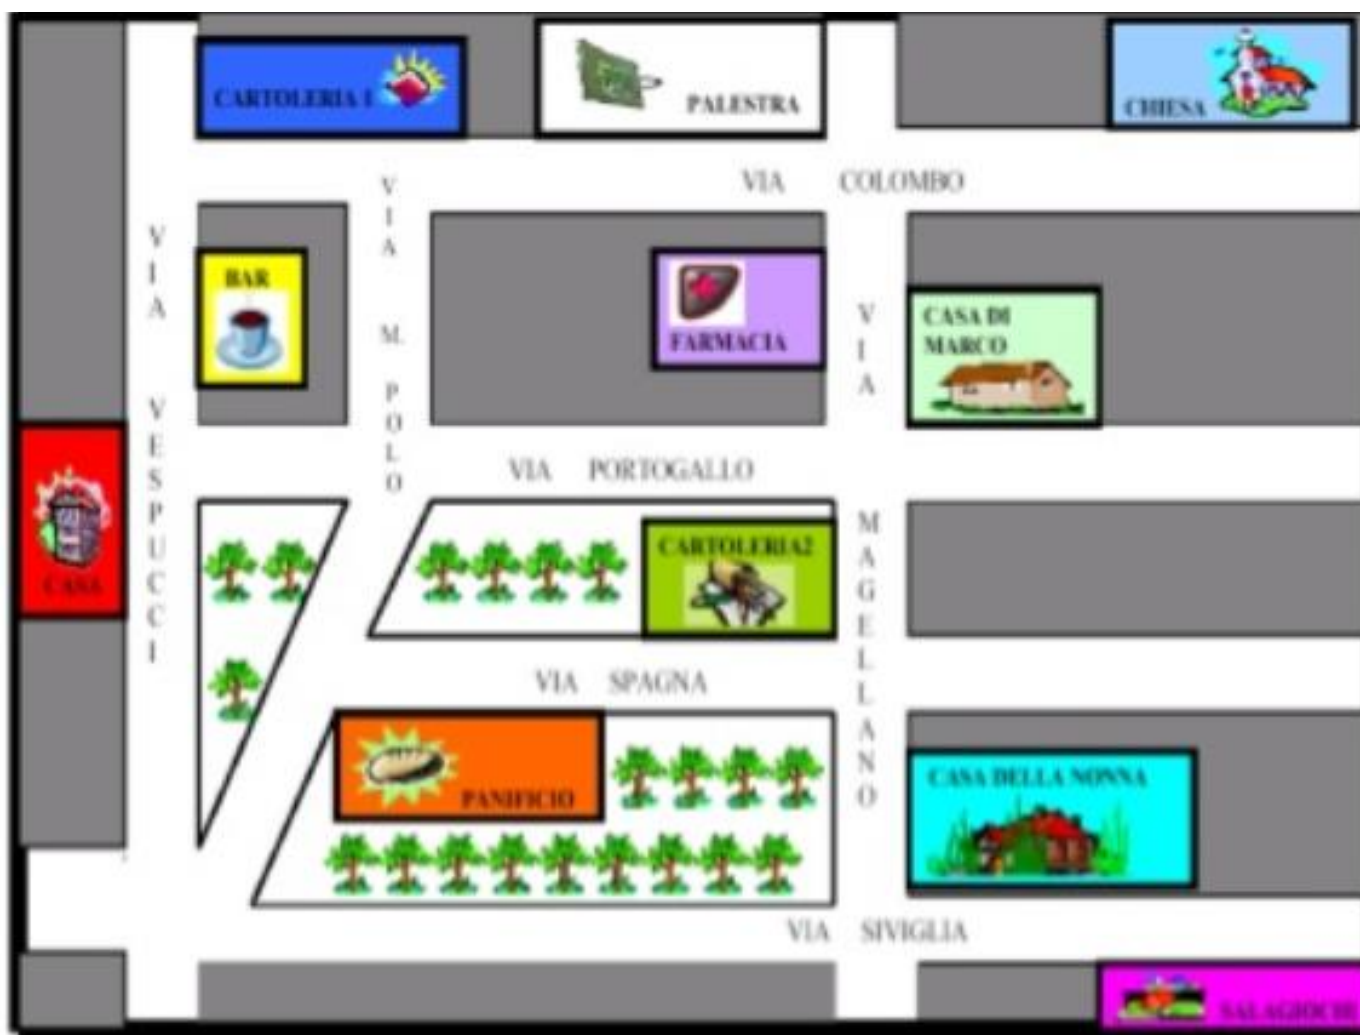 CARTOLERIA 1
PALESTRA
CHIESA
VIA COLOMBO
VIA VESPUCCI
VIA M. POLO
BAR
FARMACIA
VIA MAGELLANO
CASA DI
MARCO
VIA PORTOGALLO
CASA
CARTOLERIA2
VIA SPAGNA
PANIFICIO
CASA DELLA NONNA
VIA SIVIGLIA
SALAGIOCHI